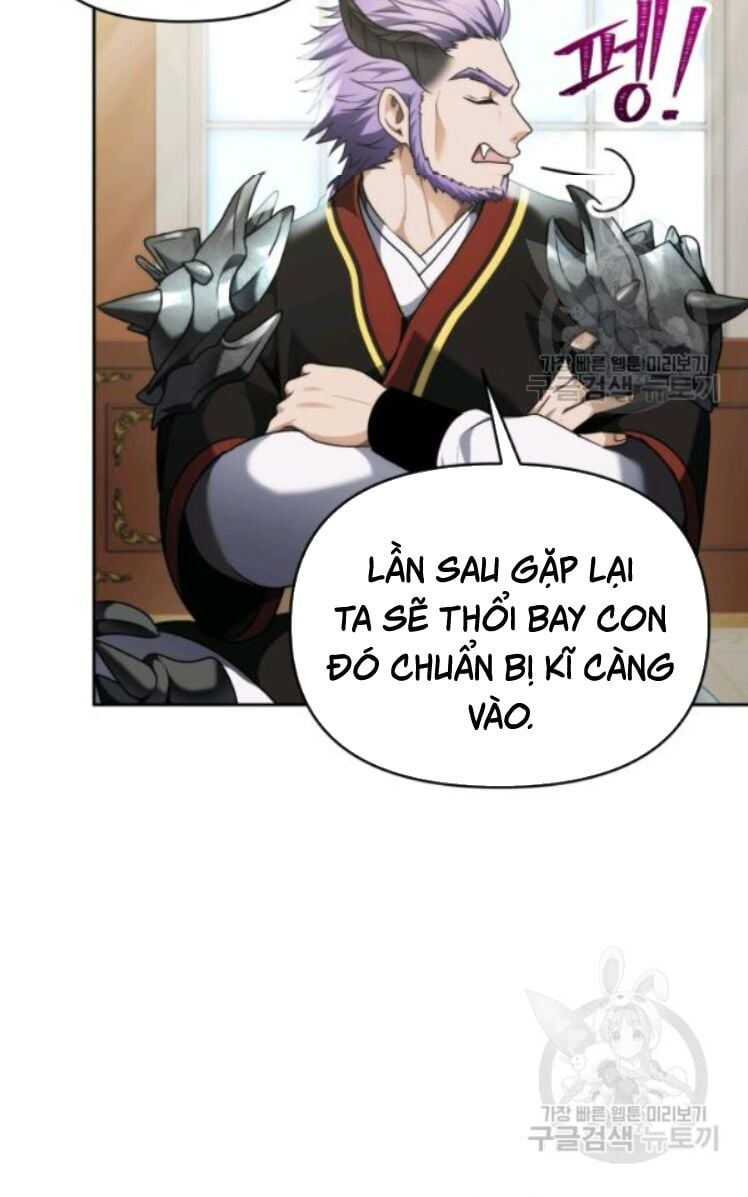 펭!
가장 빠른 웹툰 미리보기
구글검색 뉴토끼
LẦN SAU GẶP LẠI
TA SẼ THỔI BAY CON
ĐÓ CHUẨN BỊ KĨ CÀNG
VÀO.
가장 빠른 웹툰 미리보기
구글검색 뉴토끼